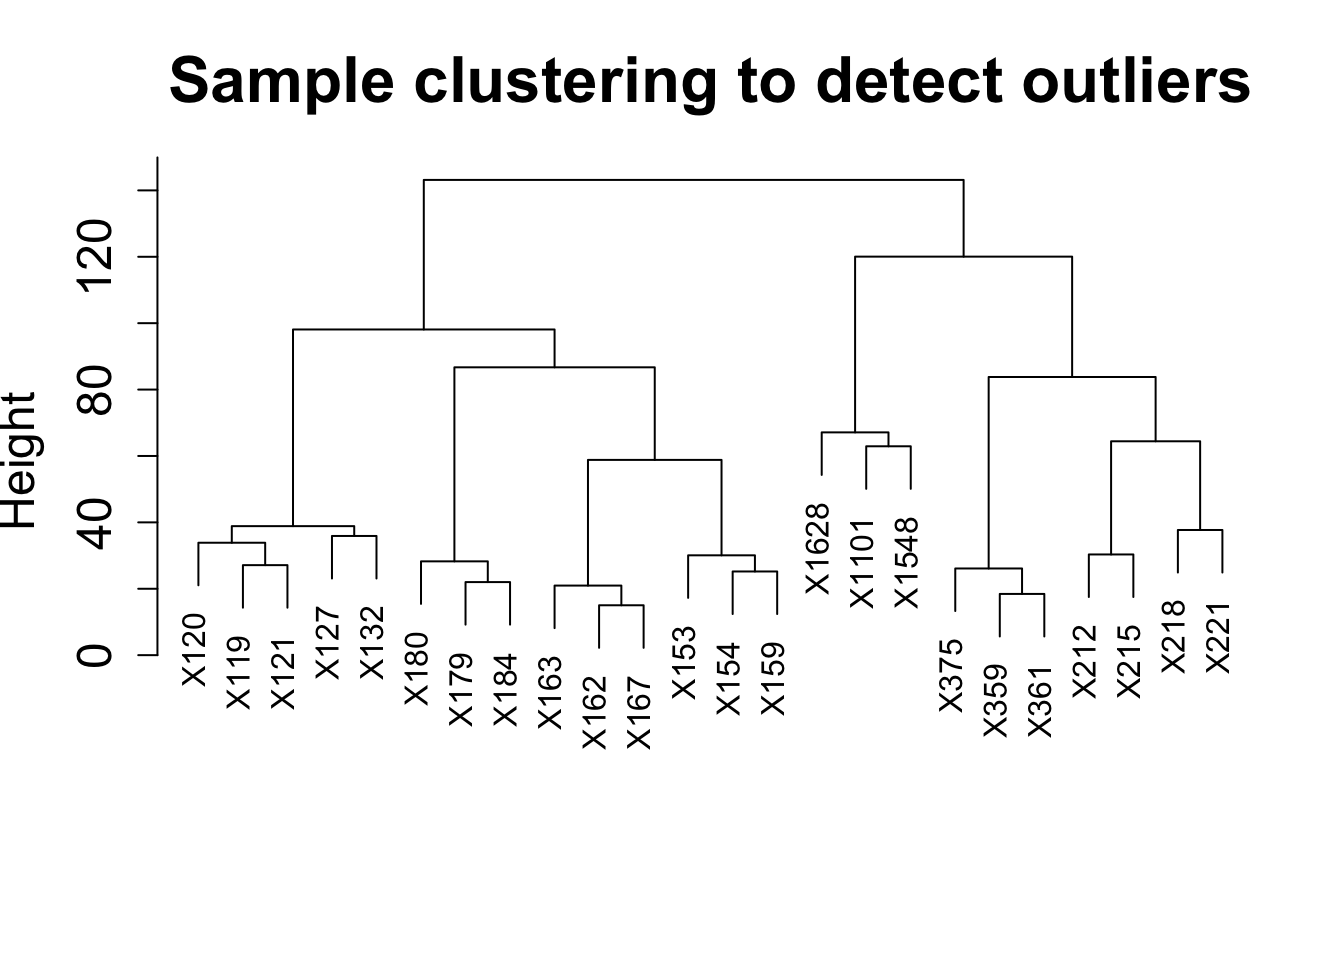 Sample clustering to detect outliers
Height
120
80
40
0
X120
X119
X121
X127
X132
X180
X179
X184
X163
X162
X167
X153
X154
X159
X1628
X1101
X1548
X375
X359
X361
X212
X215
X218
X221